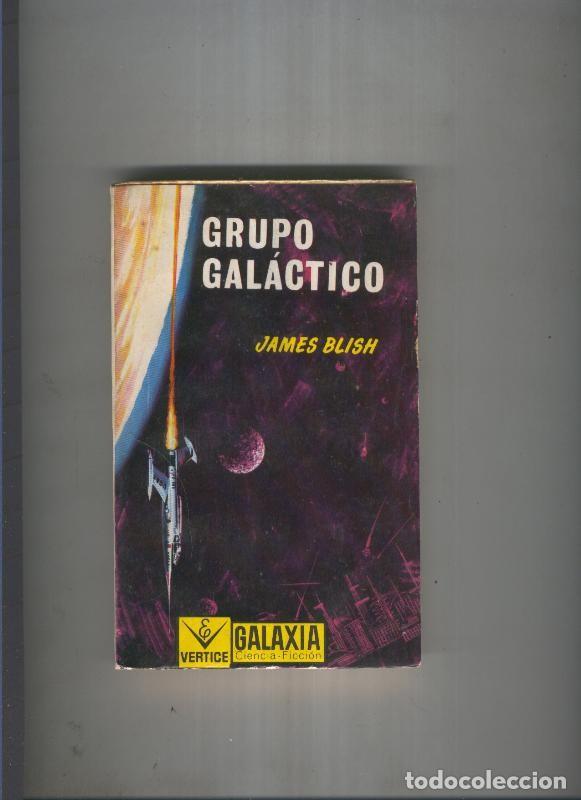 GRUPO
GALÁCTICO
JAMES BLISH
VERTICE
GALAXIA
Ciencia-Ficción
todocoleccion